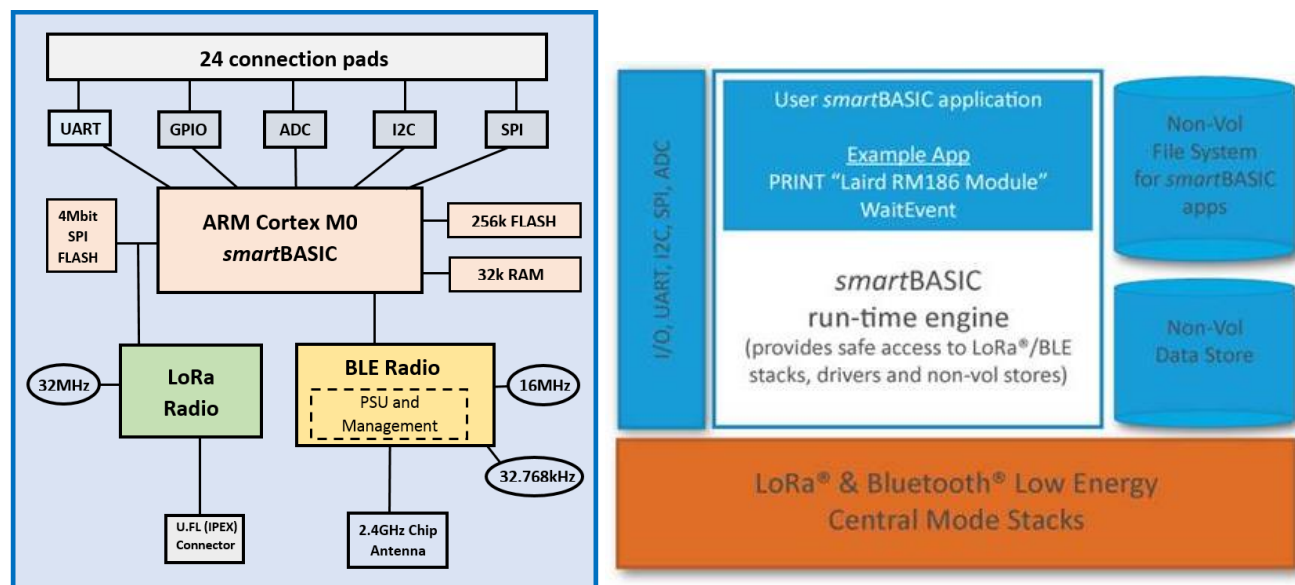 24 connection pads
UART
GPIO
ADC
I2C
SPI
4Mbit
SPI
FLASH
ARM Cortex M0
smartBASIC
256k FLASH
32k RAM
32MHz
LoRa
Radio
BLE Radio
PSU and
Management
16MHz
32.768kHz
U.FL (IPEX)
Connector
2.4GHz Chip
Antenna
I/O, UART, I2C, SPI, ADC
User smartBASIC application
Example App
PRINT “Laird RM186 Module”
WaitEvent
smartBASIC
run-time engine
(provides safe access to LoRa®/BLE
stacks, drivers and non-vol stores)
Non-Vol
File System
for smartBASIC
apps
Non-Vol
Data Store
LoRa® & Bluetooth® Low Energy
Central Mode Stacks